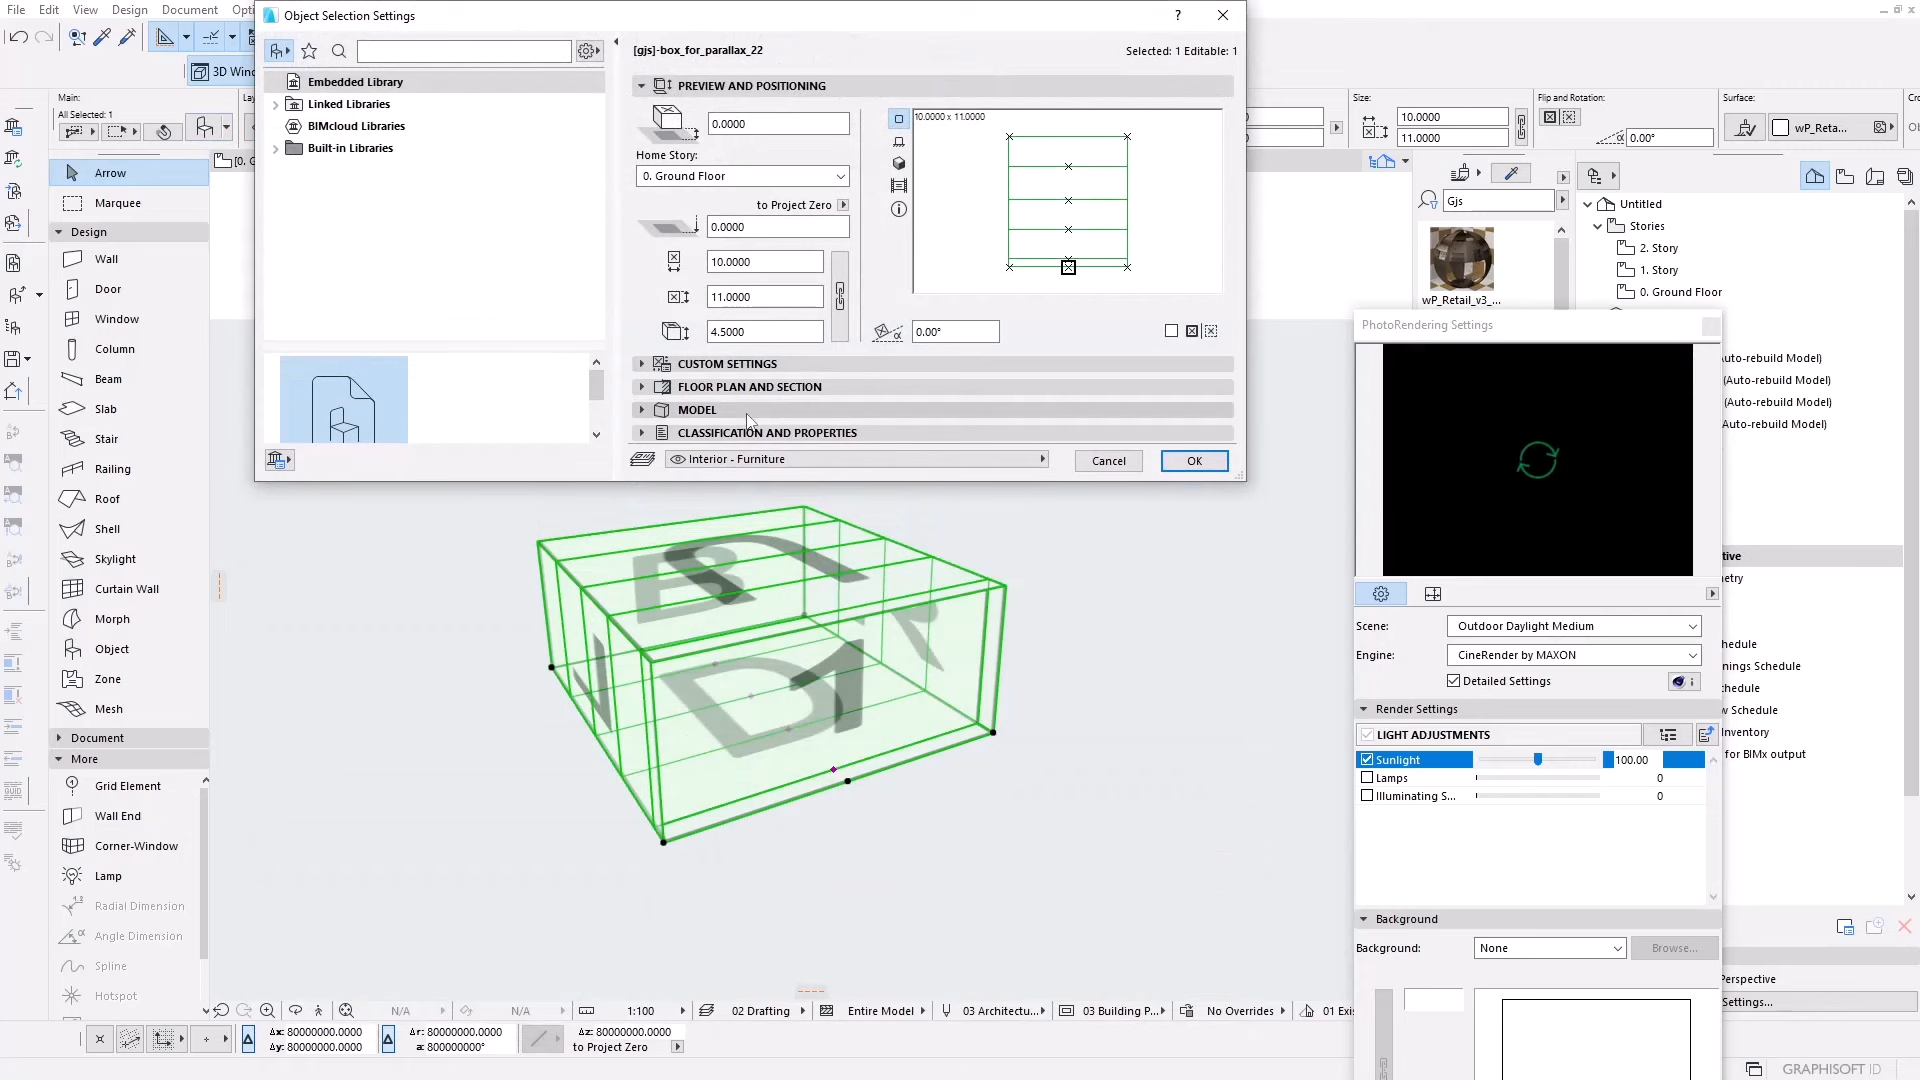 File Edit View Design Document
Object Selection Settings
?
3D Wind
[gjs]-box_for_parallax_22
Selected: 1 Editable: 1
Embedded Library
Linked Libraries
BIMcloud Libraries
Built-in Libraries
PREVIEW AND POSITIONING
0.0000
Home Story:
0. Ground Floor
to Project Zero
0.0000
10.0000
11.0000
4.5000
10.0000 x 11.0000
0.00°
CUSTOM SETTINGS
FLOOR PLAN AND SECTION
MODEL
CLASSIFICATION AND PROPERTIES
Interior - Furniture
Cancel
OK
Main:
All Selected: 1
Size:
10.0000
11.0000
Flip and Rotation:
0.00°
Surface:
wP_Reta...
Arrow
Marquee
Design
Wall
Door
Window
Column
Beam
Slab
Stair
Railing
Roof
Shell
Skylight
Curtain Wall
Morph
Object
Zone
Mesh
Document
More
Grid Element
Wall End
Corner-Window
Lamp
Radial Dimension
Angle Dimension
Spline
Hotspot
Gjs
wP_Retail_v3_...
Untitled
Stories
2. Story
1. Story
0. Ground Floor
uto-rebuild Model)
(Auto-rebuild Model)
(Auto-rebuild Model)
Auto-rebuild Model)
tive
metry
hedule
nings Schedule
chedule
w Schedule
nventory
for BIMx output
Perspective
Settings...
PhotoRendering Settings
Scene:
Outdoor Daylight Medium
Engine:
CineRender by MAXON
Detailed Settings
Render Settings
LIGHT ADJUSTMENTS
Sunlight 100.00
Lamps 0
Illuminating S... 0
Background
Background:
None
Browse...
N/A
N/A
1:100
02 Drafting
Entire Model
03 Architectu...
03 Building P...
No Overrides
01 Exis
Δx: 80000000.0000
Δy: 80000000.0000
Δr: 80000000.0000
a: 800000000°
Δz: 80000000.0000
to Project Zero
GRAPHISOFT ID